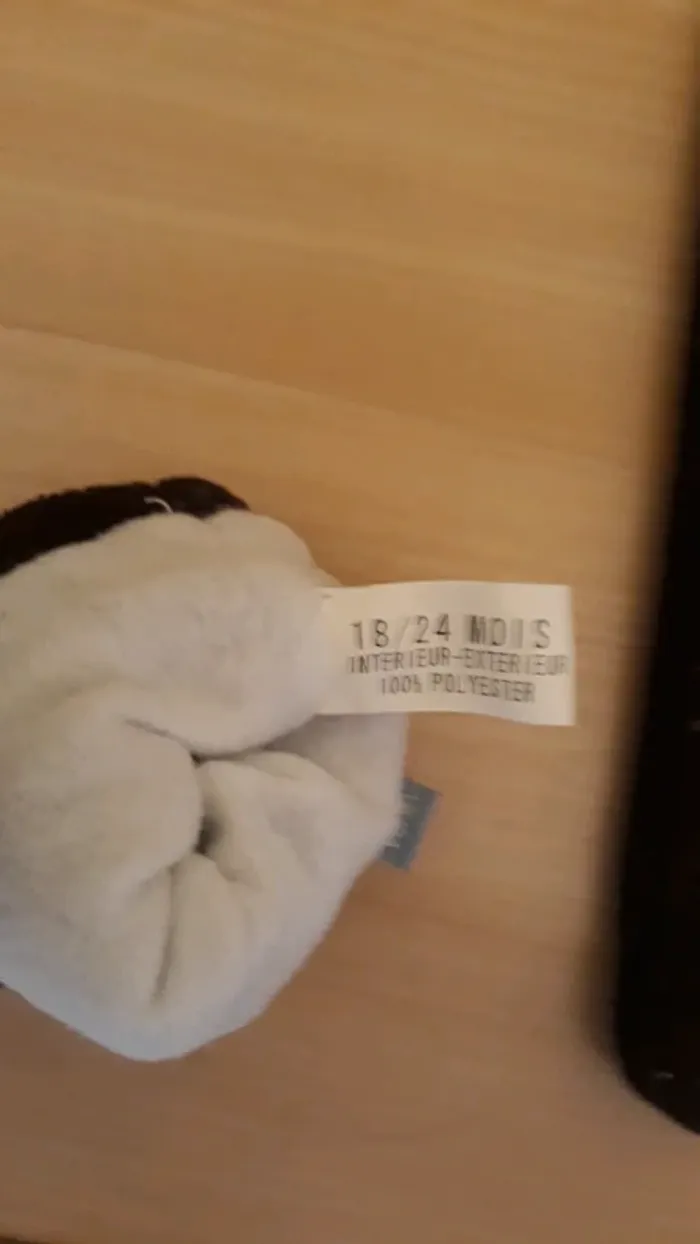 18/24 MOIS
INTERIEUR-EXTERIEUR
100% POLYESTER